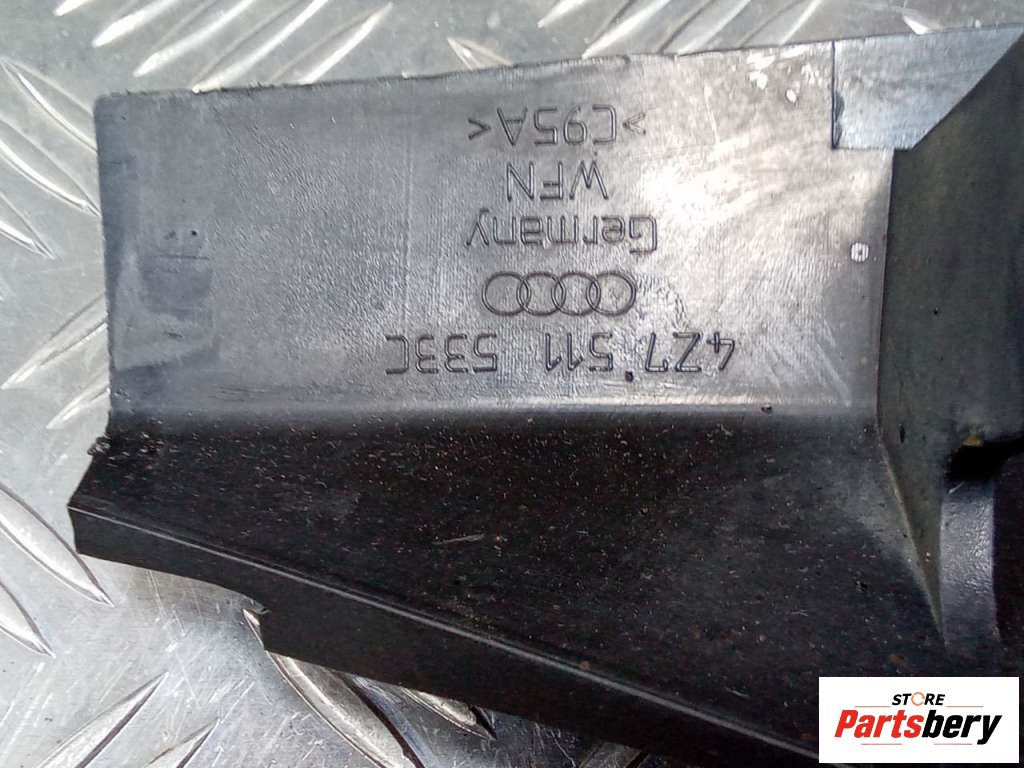 4Z7 511 533C
Germany
WFN
>C95A<
STORE
Partsbery